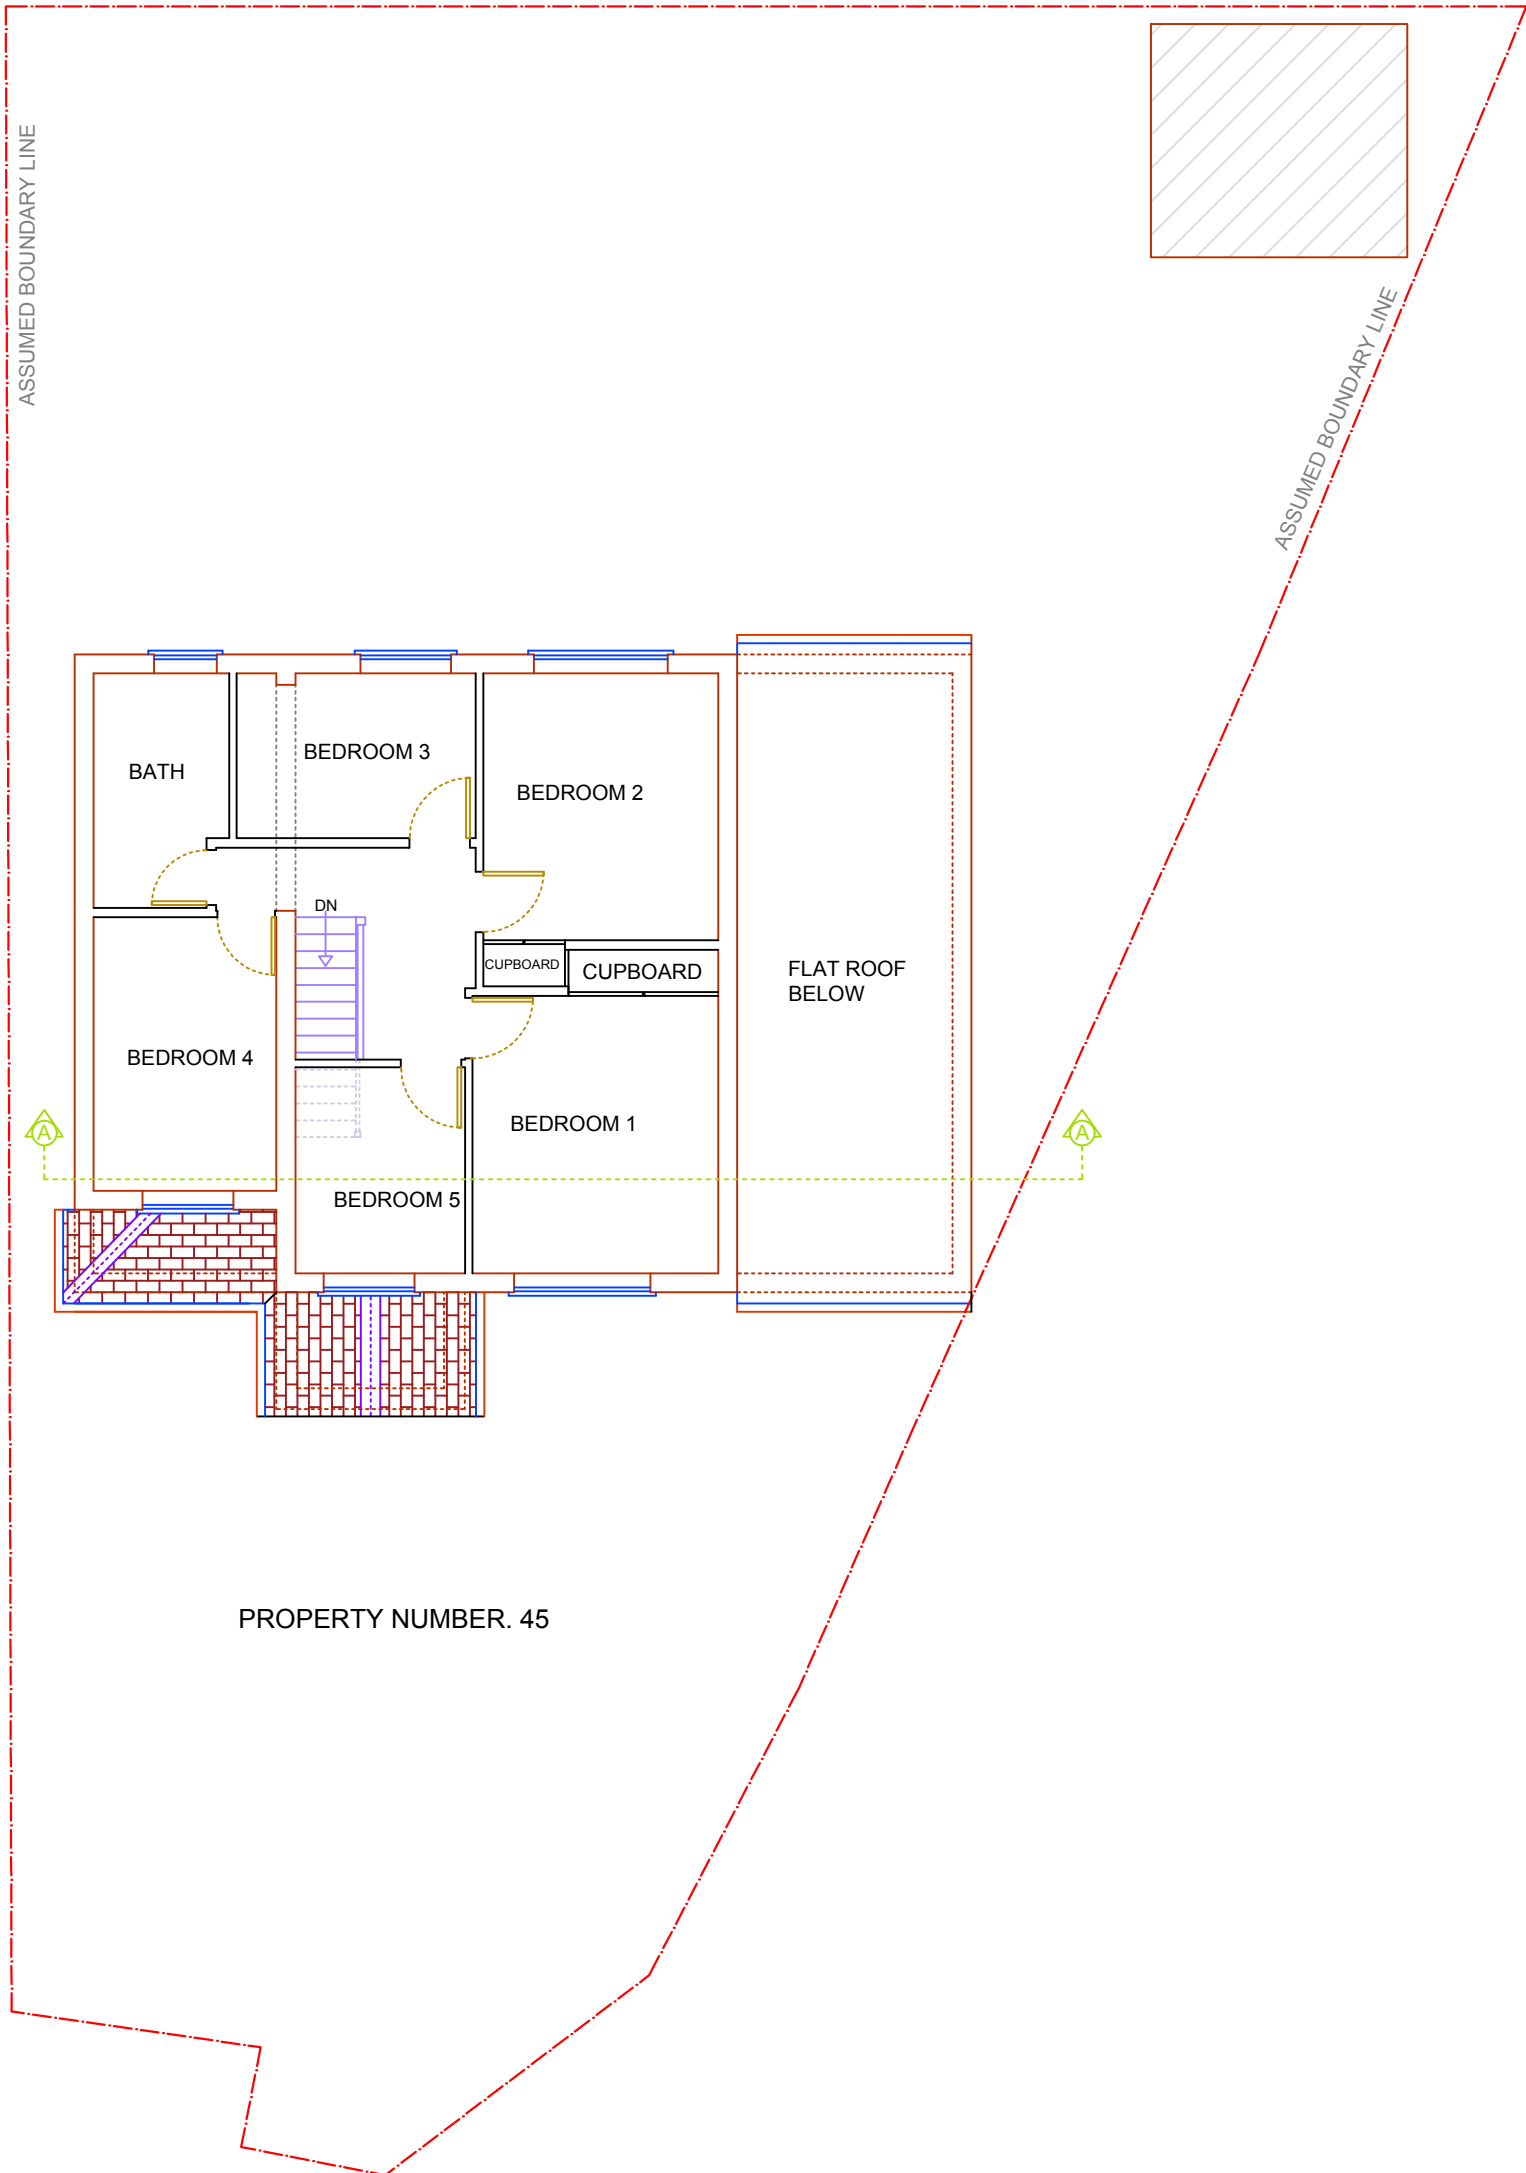 ASSUMED BOUNDARY LINE
ASSUMED BOUNDARY LINE
BEDROOM 3
BATH
BEDROOM 2
DN
CUPBOARD
CUPBOARD
FLAT ROOF
BELOW
BEDROOM 4
BEDROOM 1
A
A
BEDROOM 5
PROPERTY NUMBER. 45